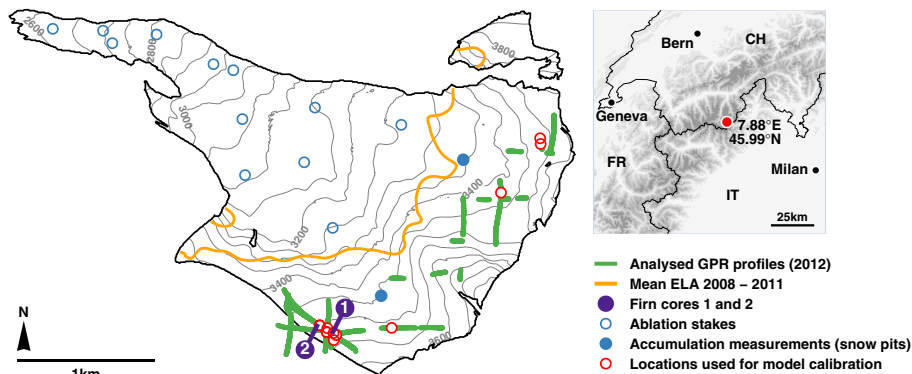 2600
2800
3000
3200
3400
3400
3600
3800
1
2
N
1km
Bern
CH
Geneva
7.88°E
45.99°N
FR
Milan
IT
25km
Analysed GPR profiles (2012)
Mean ELA 2008 – 2011
Firn cores 1 and 2
Ablation stakes
Accumulation measurements (snow pits)
Locations used for model calibration